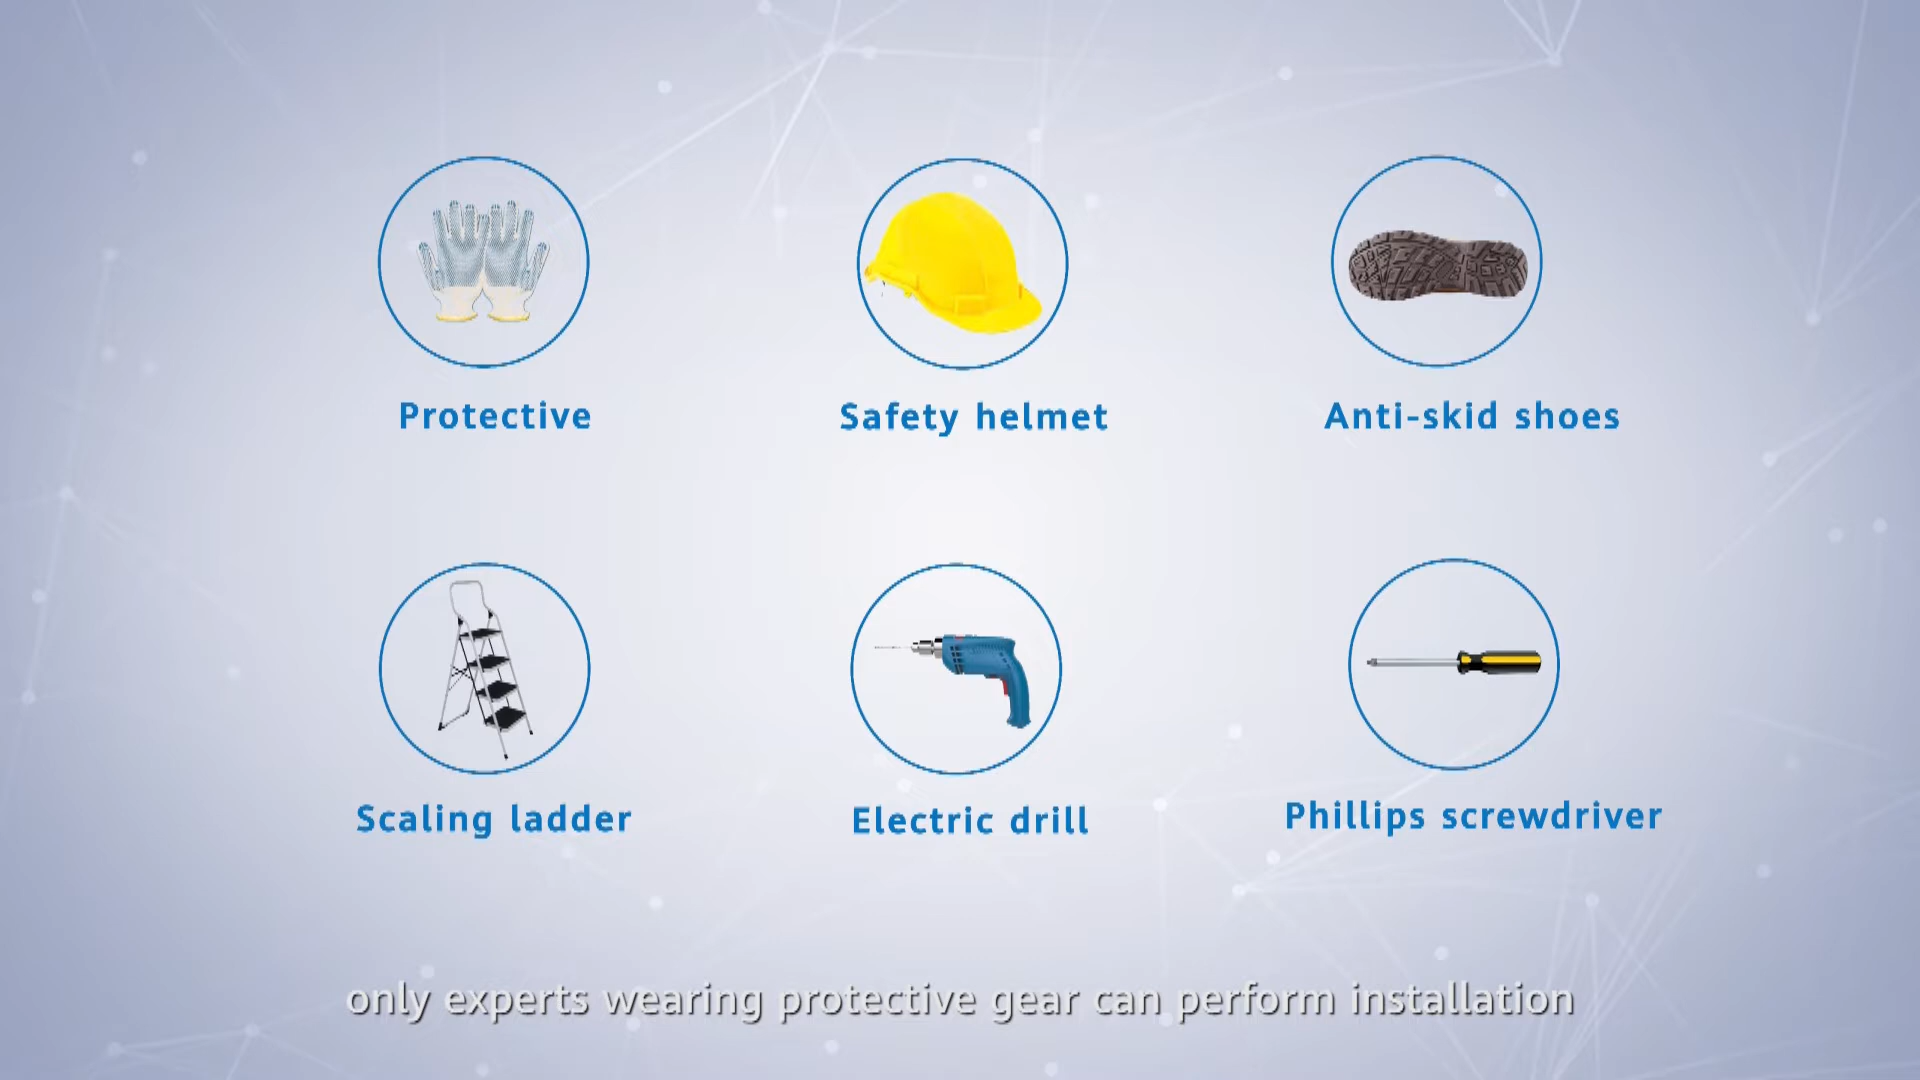 Protective
Safety helmet
Anti-skid shoes
Scaling ladder
Electric drill
Phillips screwdriver
only experts wearing protective gear can perform installation